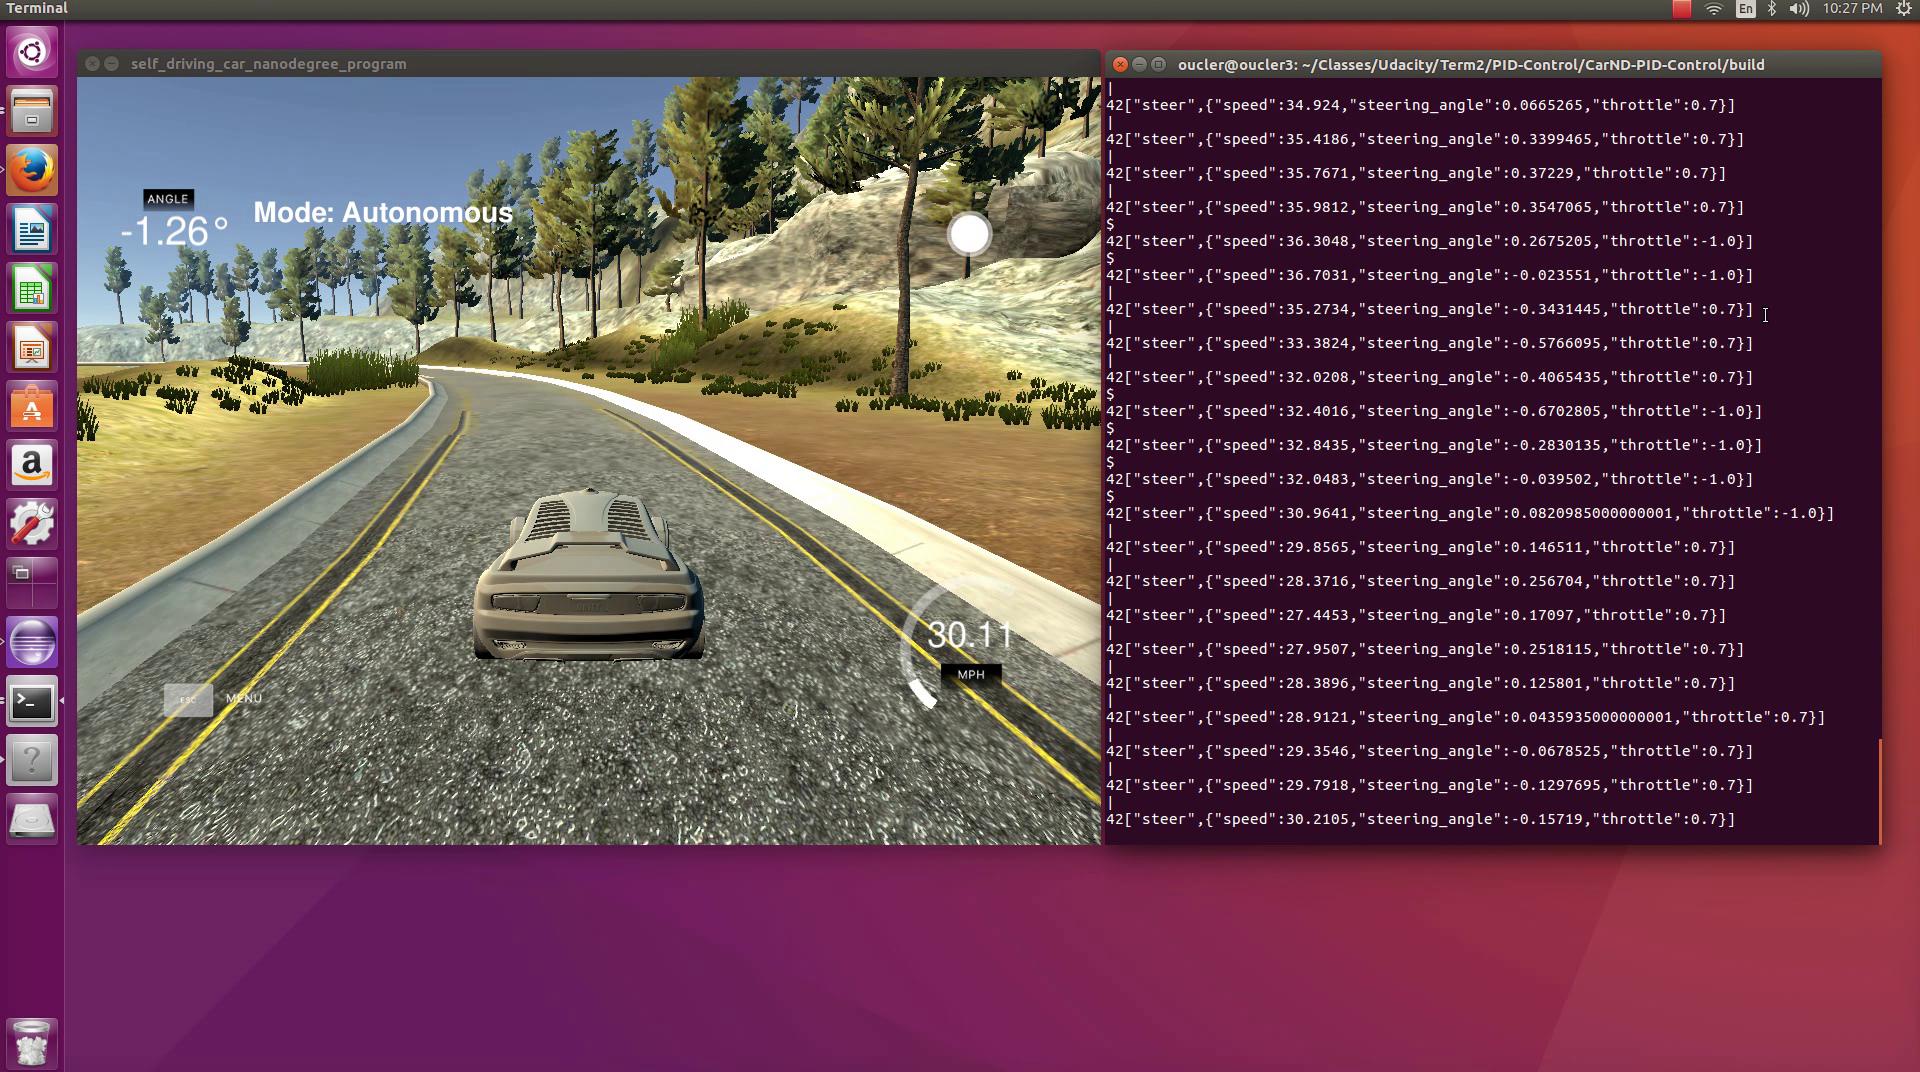 Terminal
En
10:27 PM
self_driving_car_nanodegree_program
ANGLE
-1.26°
Mode: Autonomous
30.11
MPH
ESC
MENU
oucler@oucler3: ~/Classes/Udacity/Term2/PID-Control/CarND-PID-Control/build
|
42["steer",{"speed":34.924,"steering_angle":0.0665265,"throttle":0.7}]
|
42["steer",{"speed":35.4186,"steering_angle":0.3399465,"throttle":0.7}]
|
42["steer",{"speed":35.7671,"steering_angle":0.37229,"throttle":0.7}]
|
42["steer",{"speed":35.9812,"steering_angle":0.3547065,"throttle":0.7}]
$
42["steer",{"speed":36.3048,"steering_angle":0.2675205,"throttle":-1.0}]
$
42["steer",{"speed":36.7031,"steering_angle":-0.023551,"throttle":-1.0}]
|
42["steer",{"speed":35.2734,"steering_angle":-0.3431445,"throttle":0.7}]
|
42["steer",{"speed":33.3824,"steering_angle":-0.5766095,"throttle":0.7}]
|
42["steer",{"speed":32.0208,"steering_angle":-0.4065435,"throttle":0.7}]
$
42["steer",{"speed":32.4016,"steering_angle":-0.6702805,"throttle":-1.0}]
$
42["steer",{"speed":32.8435,"steering_angle":-0.2830135,"throttle":-1.0}]
$
42["steer",{"speed":32.0483,"steering_angle":-0.039502,"throttle":-1.0}]
$
42["steer",{"speed":30.9641,"steering_angle":0.0820985000000001,"throttle":-1.0}]
|
42["steer",{"speed":29.8565,"steering_angle":0.146511,"throttle":0.7}]
|
42["steer",{"speed":28.3716,"steering_angle":0.256704,"throttle":0.7}]
|
42["steer",{"speed":27.4453,"steering_angle":0.17097,"throttle":0.7}]
|
42["steer",{"speed":27.9507,"steering_angle":0.2518115,"throttle":0.7}]
|
42["steer",{"speed":28.3896,"steering_angle":0.125801,"throttle":0.7}]
|
42["steer",{"speed":28.9121,"steering_angle":0.0435935000000001,"throttle":0.7}]
|
42["steer",{"speed":29.3546,"steering_angle":-0.0678525,"throttle":0.7}]
|
42["steer",{"speed":29.7918,"steering_angle":-0.1297695,"throttle":0.7}]
|
42["steer",{"speed":30.2105,"steering_angle":-0.15719,"throttle":0.7}]